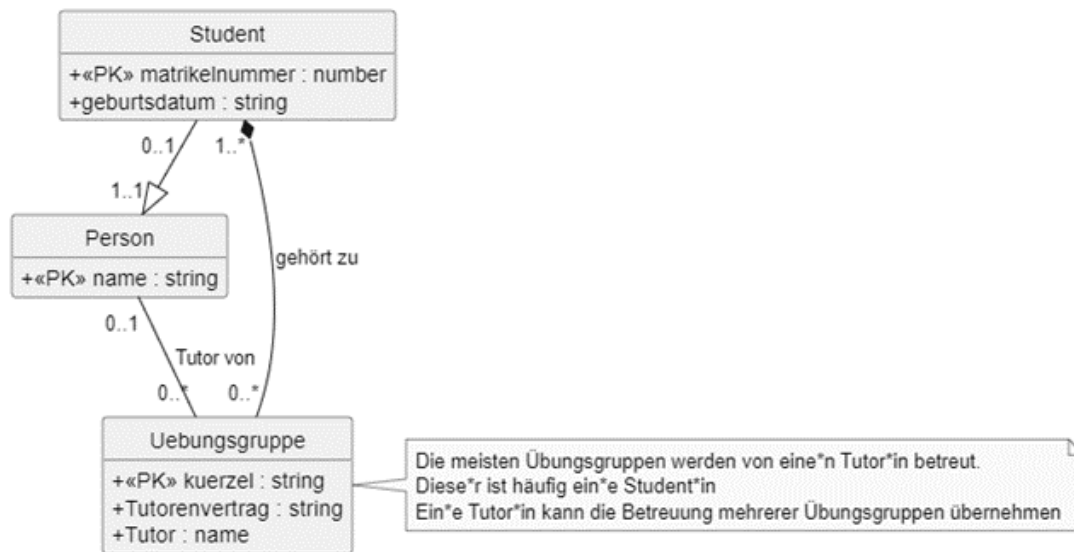 Student
+«PK» matrikelnummer : number
+geburtsdatum : string
0..1
1..*
1..1
Person
+«PK» name : string
gehört zu
0..1
Tutor von
0..*
0..*
Uebungsgruppe
+«PK» kuerzel : string
+Tutorenvertrag : string
+Tutor : name
Die meisten Übungsgruppen werden von eine*n Tutor*in betreut.
Diese*r ist häufig ein*e Student*in
Ein*e Tutor*in kann die Betreuung mehrerer Übungsgruppen übernehmen